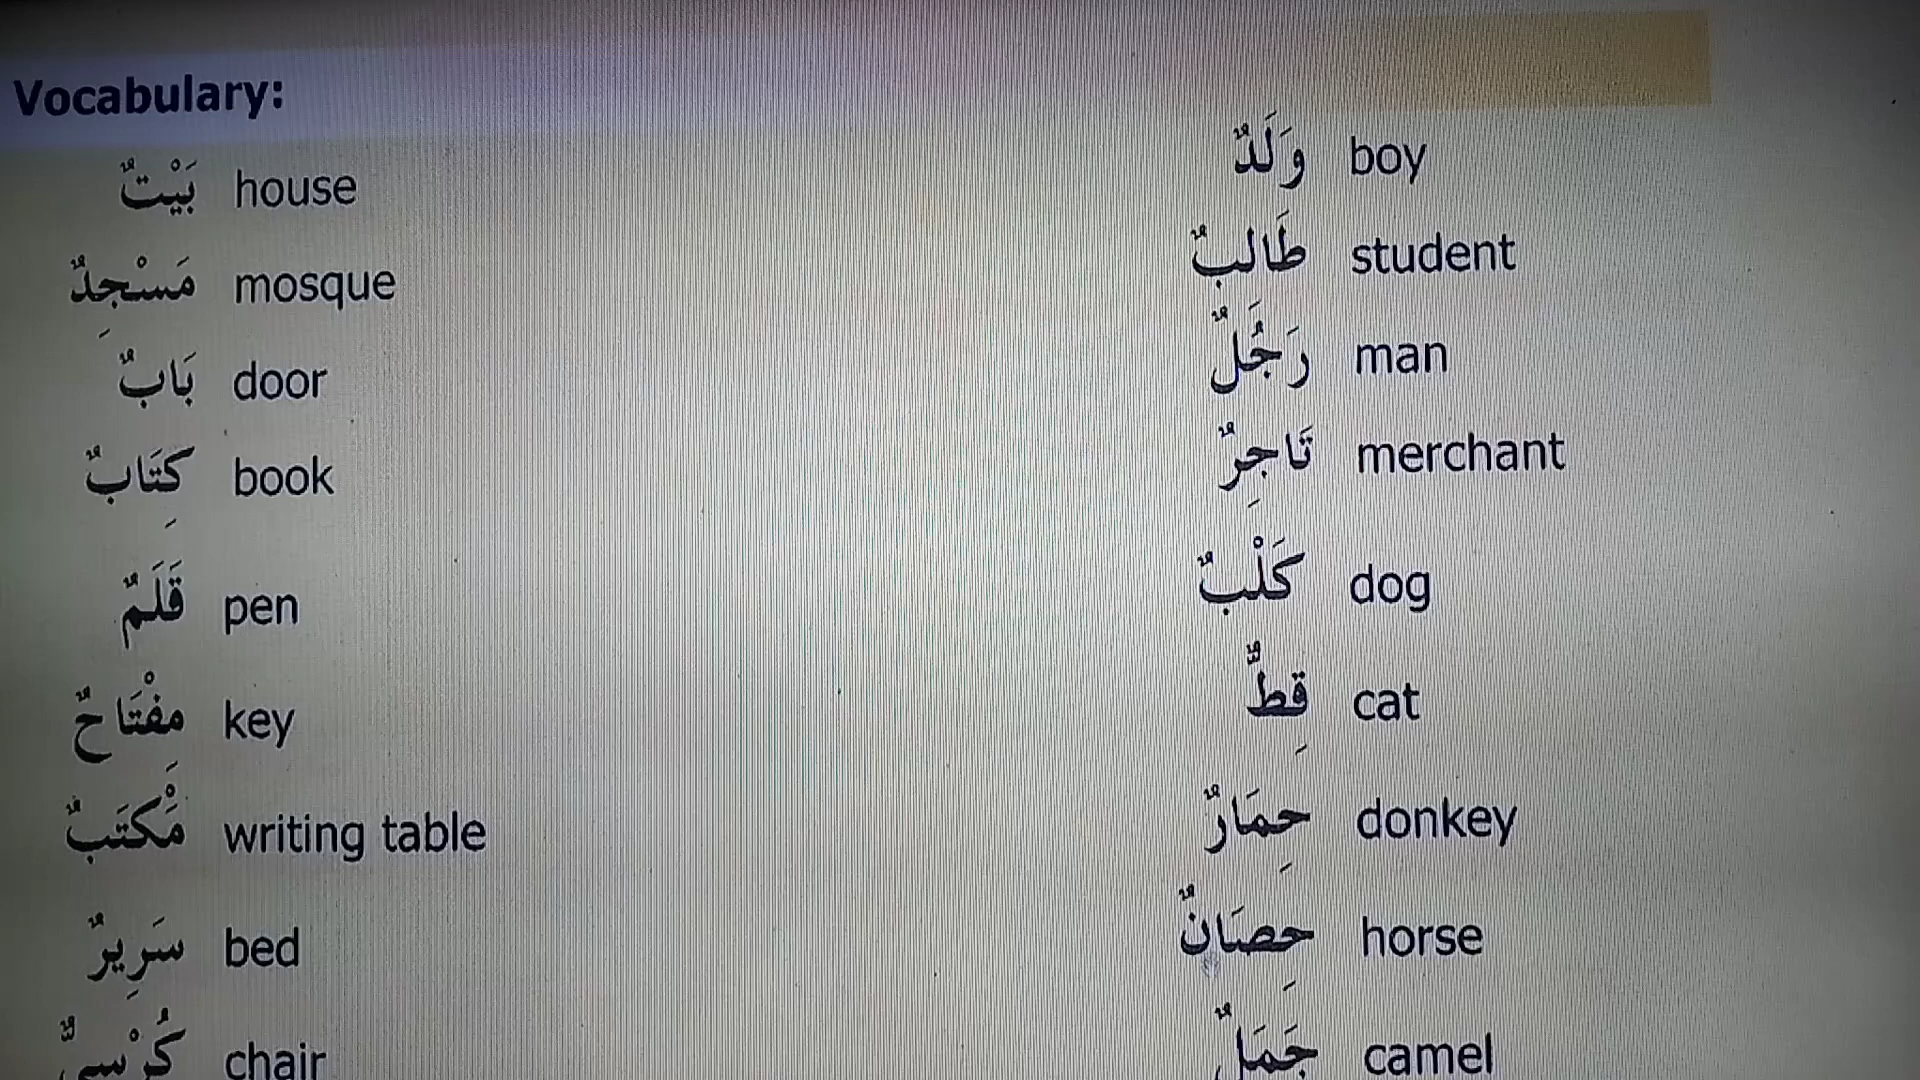 Vocabulary:
بَيْتٌ house
مَسْجِدٌ mosque
بَابٌ door
كِتَابٌ book
قَلَمٌ pen
مِفْتَاحٌ key
مَكْتَبٌ writing table
سَرِيرٌ bed
كُرْسِيٌّ chair
وَلَدٌ boy
طَالبٌ student
رَجُلٌ man
تَاجِرٌ merchant
كَلْبٌ dog
قِطٌّ cat
حِمَارٌ donkey
حِصَانٌ horse
جَمَلٌ camel